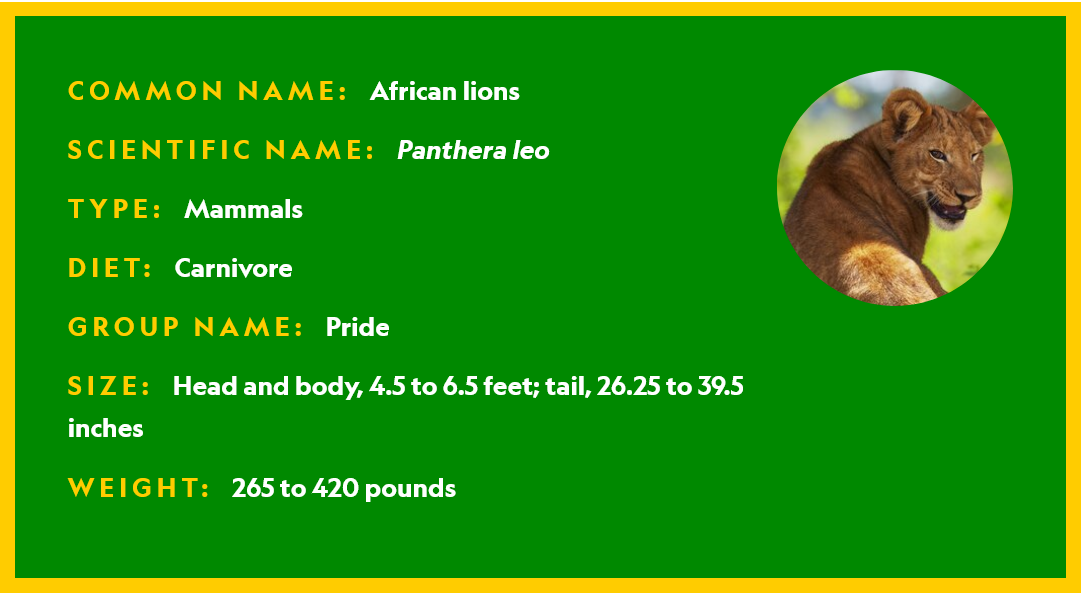 COMMON NAME: African lions
SCIENTIFIC NAME: Panthera leo
TYPE: Mammals
DIET: Carnivore
GROUP NAME: Pride
SIZE: Head and body, 4.5 to 6.5 feet; tail, 26.25 to 39.5
inches
WEIGHT: 265 to 420 pounds